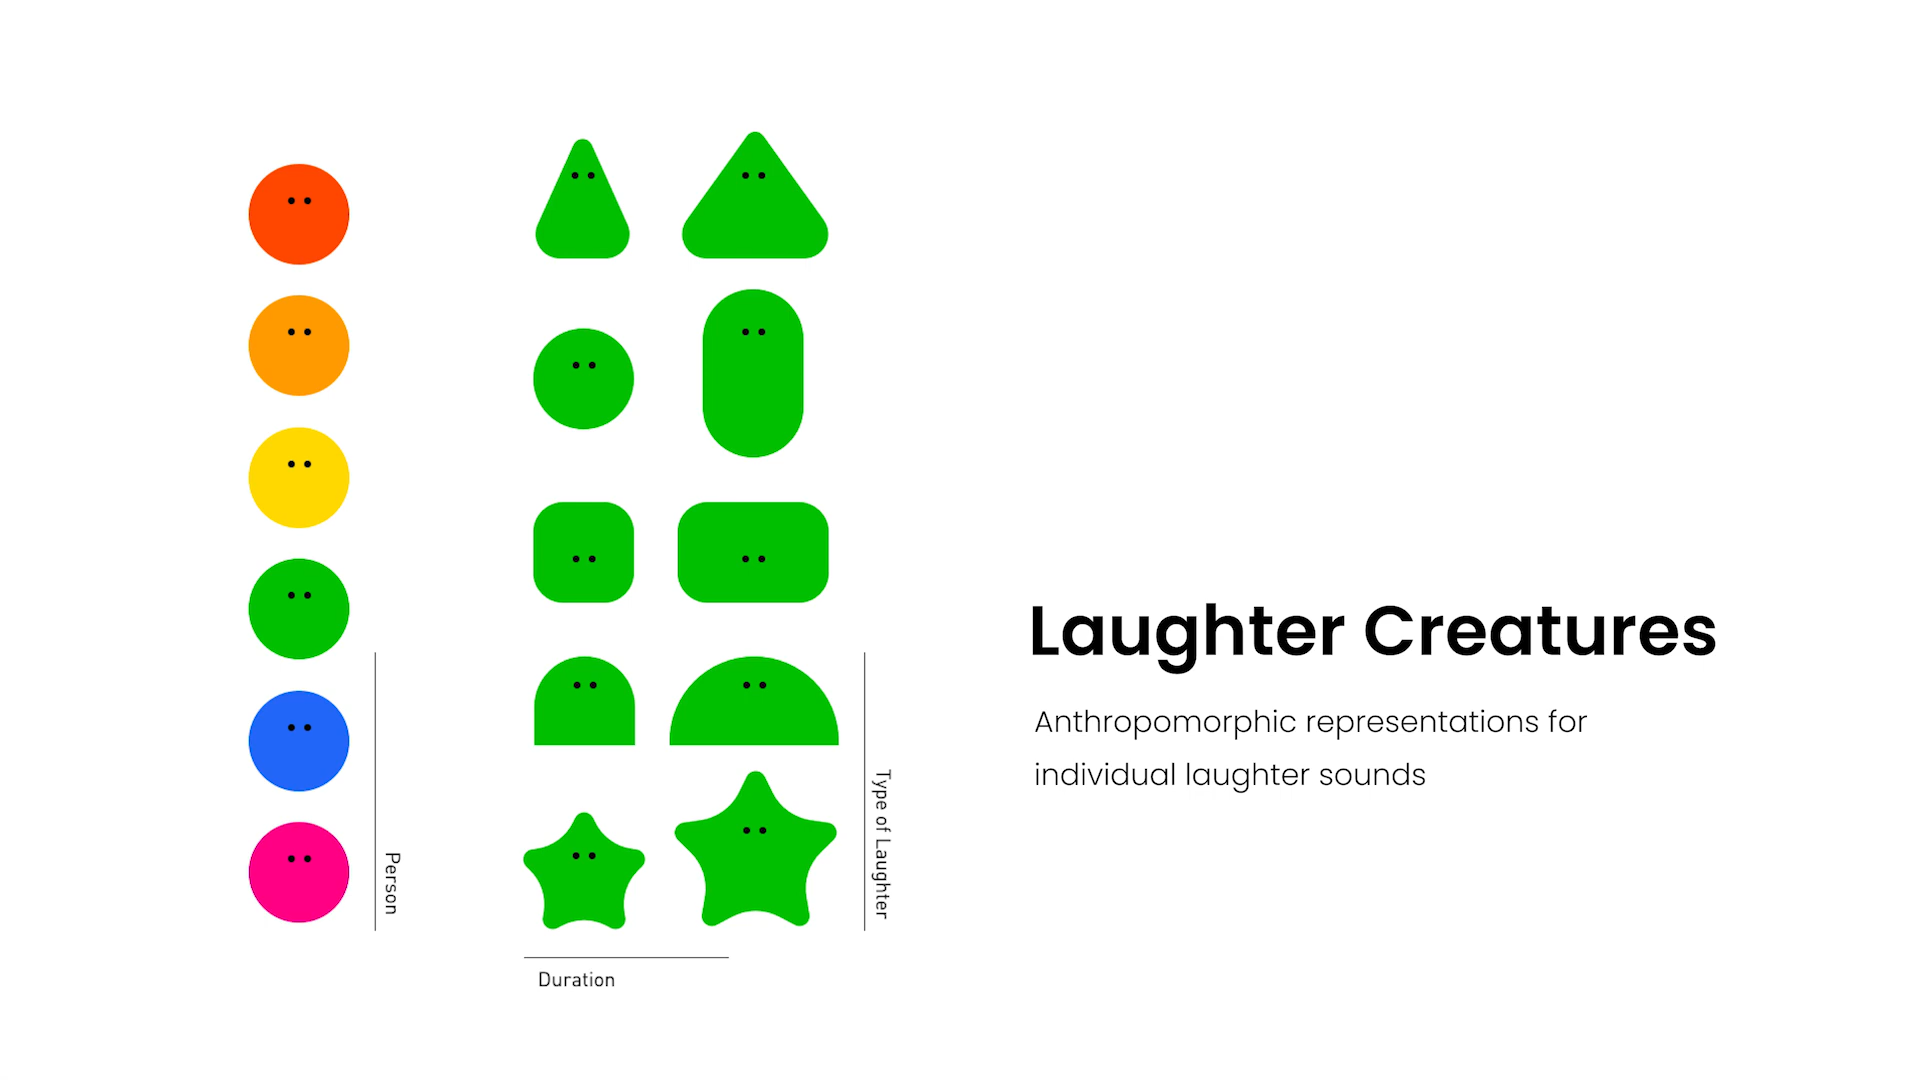 Person
Duration
Type of Laughter
Laughter Creatures
Anthropomorphic representations for
individual laughter sounds